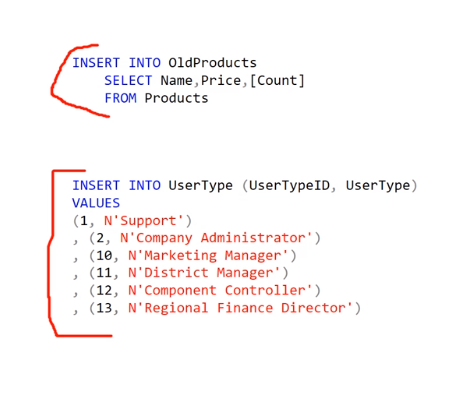 INSERT INTO OldProducts
SELECT Name,Price,[Count]
FROM Products
INSERT INTO UserType (UserTypeID, UserType)
VALUES
(1, N'Support')
, (2, N'Company Administrator')
, (10, N'Marketing Manager')
, (11, N'District Manager')
, (12, N'Component Controller')
, (13, N'Regional Finance Director')